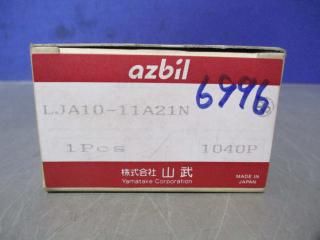 azbil
6996
LJA10-11A21N
1Pcs 1040P
株式会社 山武
Yamatake Corporation
MADE IN
JAPAN